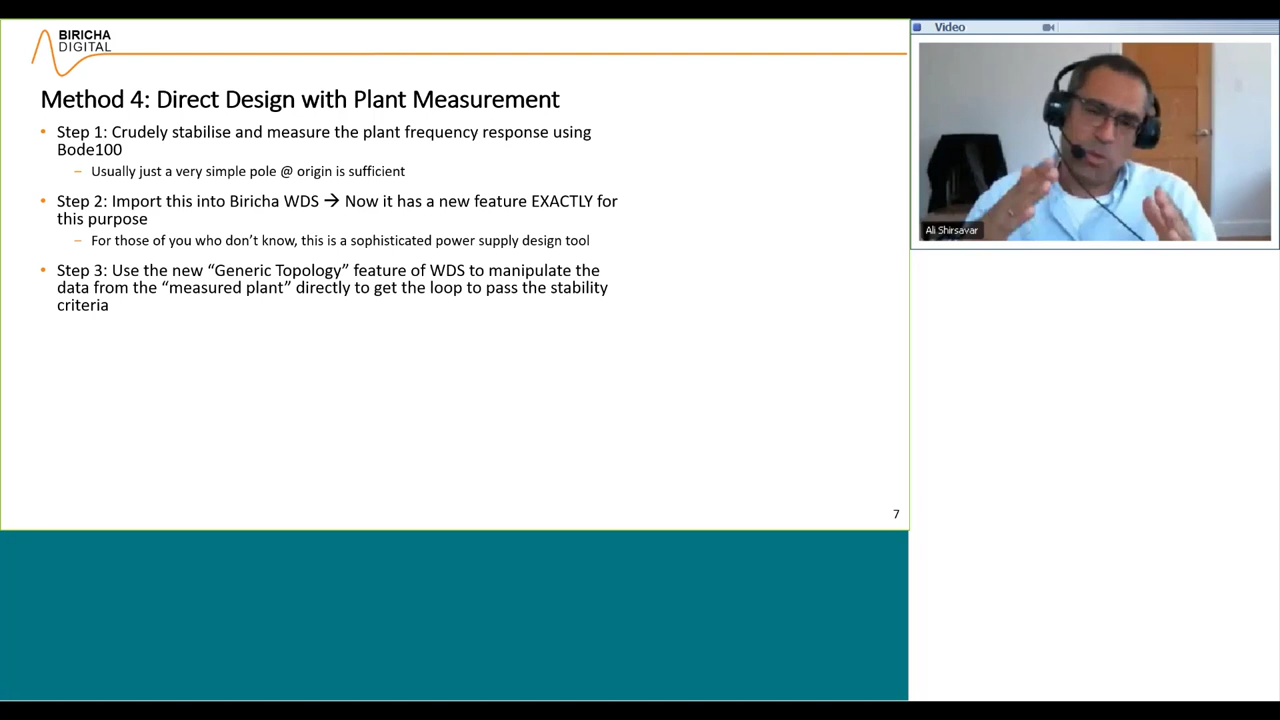 BIRICHA
DIGITAL
Method 4: Direct Design with Plant Measurement
• Step 1: Crudely stabilise and measure the plant frequency response using
Bode100
– Usually just a very simple pole @ origin is sufficient
• Step 2: Import this into Biricha WDS → Now it has a new feature EXACTLY for
this purpose
– For those of you who don’t know, this is a sophisticated power supply design tool
• Step 3: Use the new “Generic Topology” feature of WDS to manipulate the
data from the “measured plant” directly to get the loop to pass the stability
criteria
7
Video
Ali Shirsavar